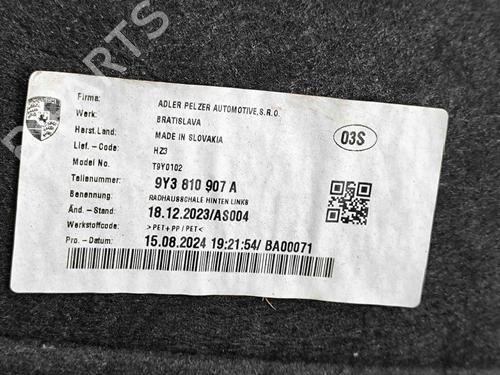 PARTS
Firma: ADLER PELZER AUTOMOTIVE,S.R.O.
Werk: BRATISLAVA
Herst.Land: MADE IN SLOVAKIA
Lief. - Code: HZ3
Model No. T9Y0102
Teilenummer: 9Y3 810 907 A
Benennung: RADHAUSSCHALE HINTEN LINKS
Änd. - Stand: 18.12.2023/AS004
Werkstoffcode: >PET+PP/PET<
Pro. - Datum: 15.08.2024 19:21:54/ BA00071
03S